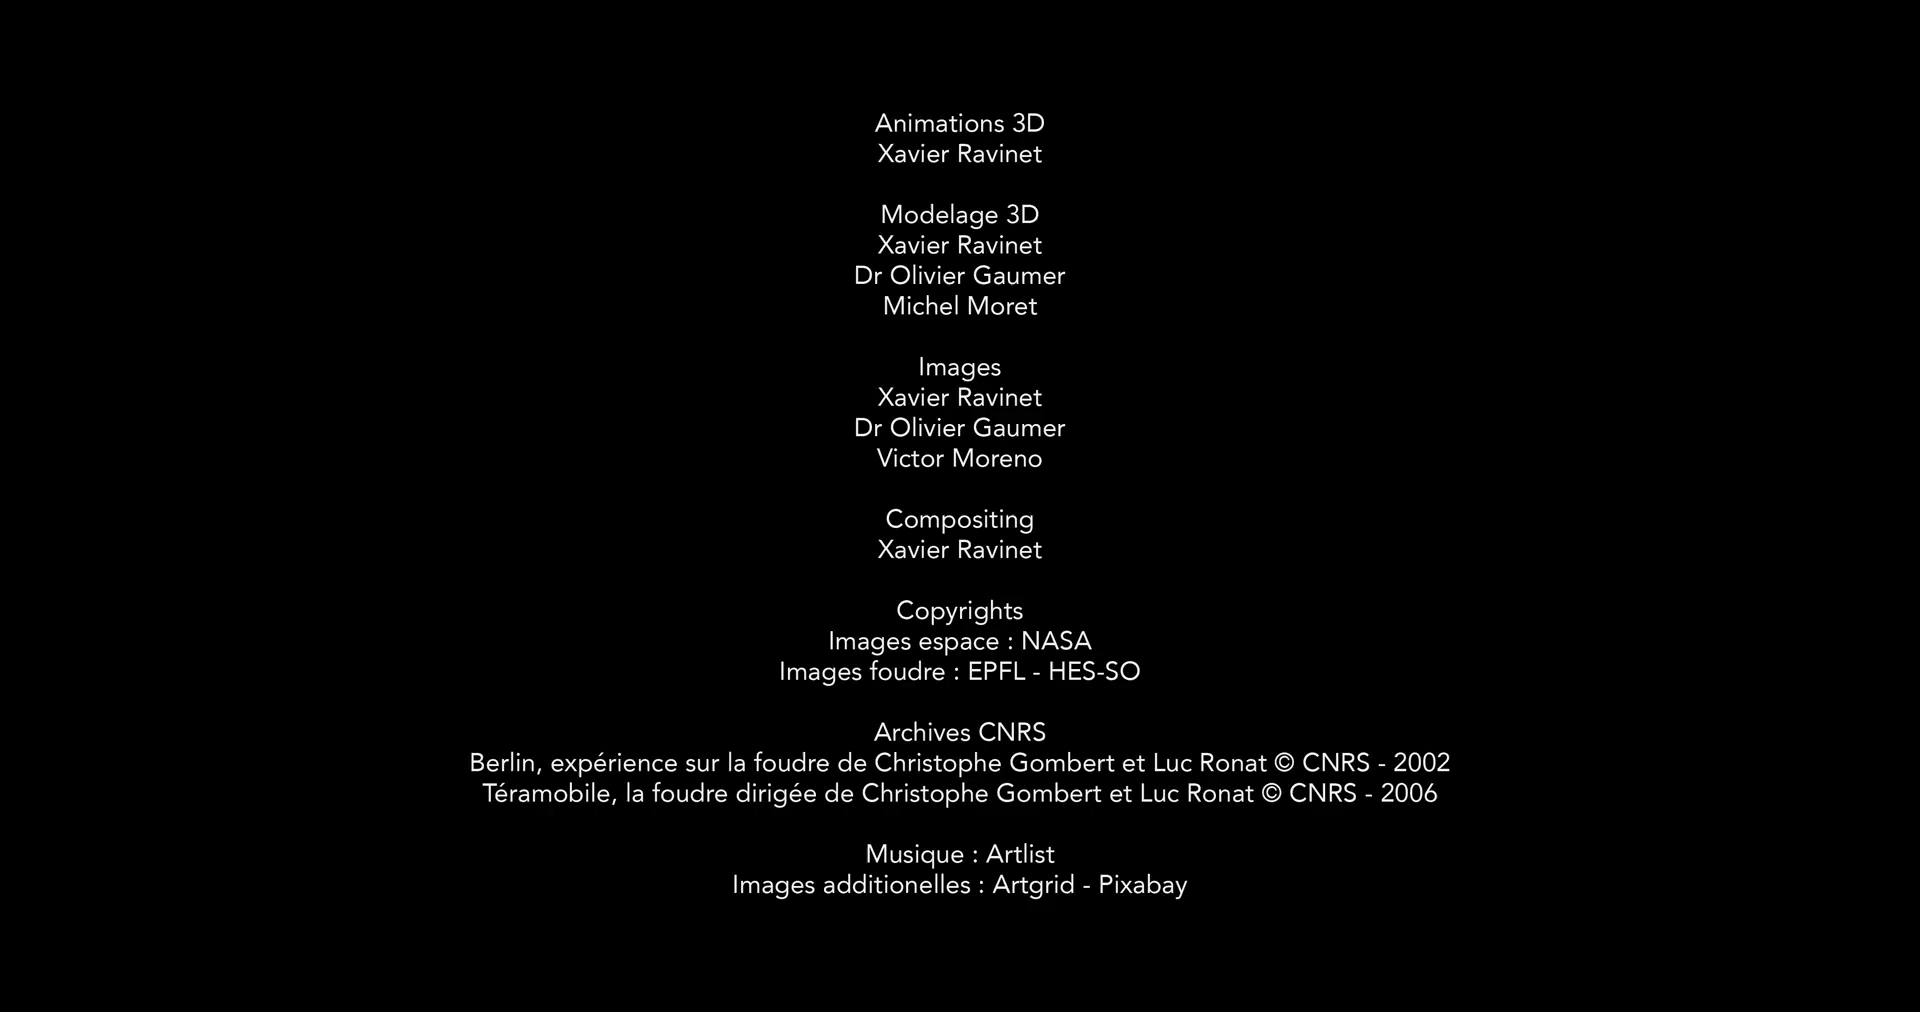 Animations 3D
Xavier Ravinet
Modelage 3D
Xavier Ravinet
Dr Olivier Gaumer
Michel Moret
Images
Xavier Ravinet
Dr Olivier Gaumer
Victor Moreno
Compositing
Xavier Ravinet
Copyrights
Images espace : NASA
Images foudre : EPFL - HES-SO
Archives CNRS
Berlin, expérience sur la foudre de Christophe Gombert et Luc Ronat © CNRS - 2002
Téramobile, la foudre dirigée de Christophe Gombert et Luc Ronat © CNRS - 2006
Musique : Artlist
Images additionelles : Artgrid - Pixabay